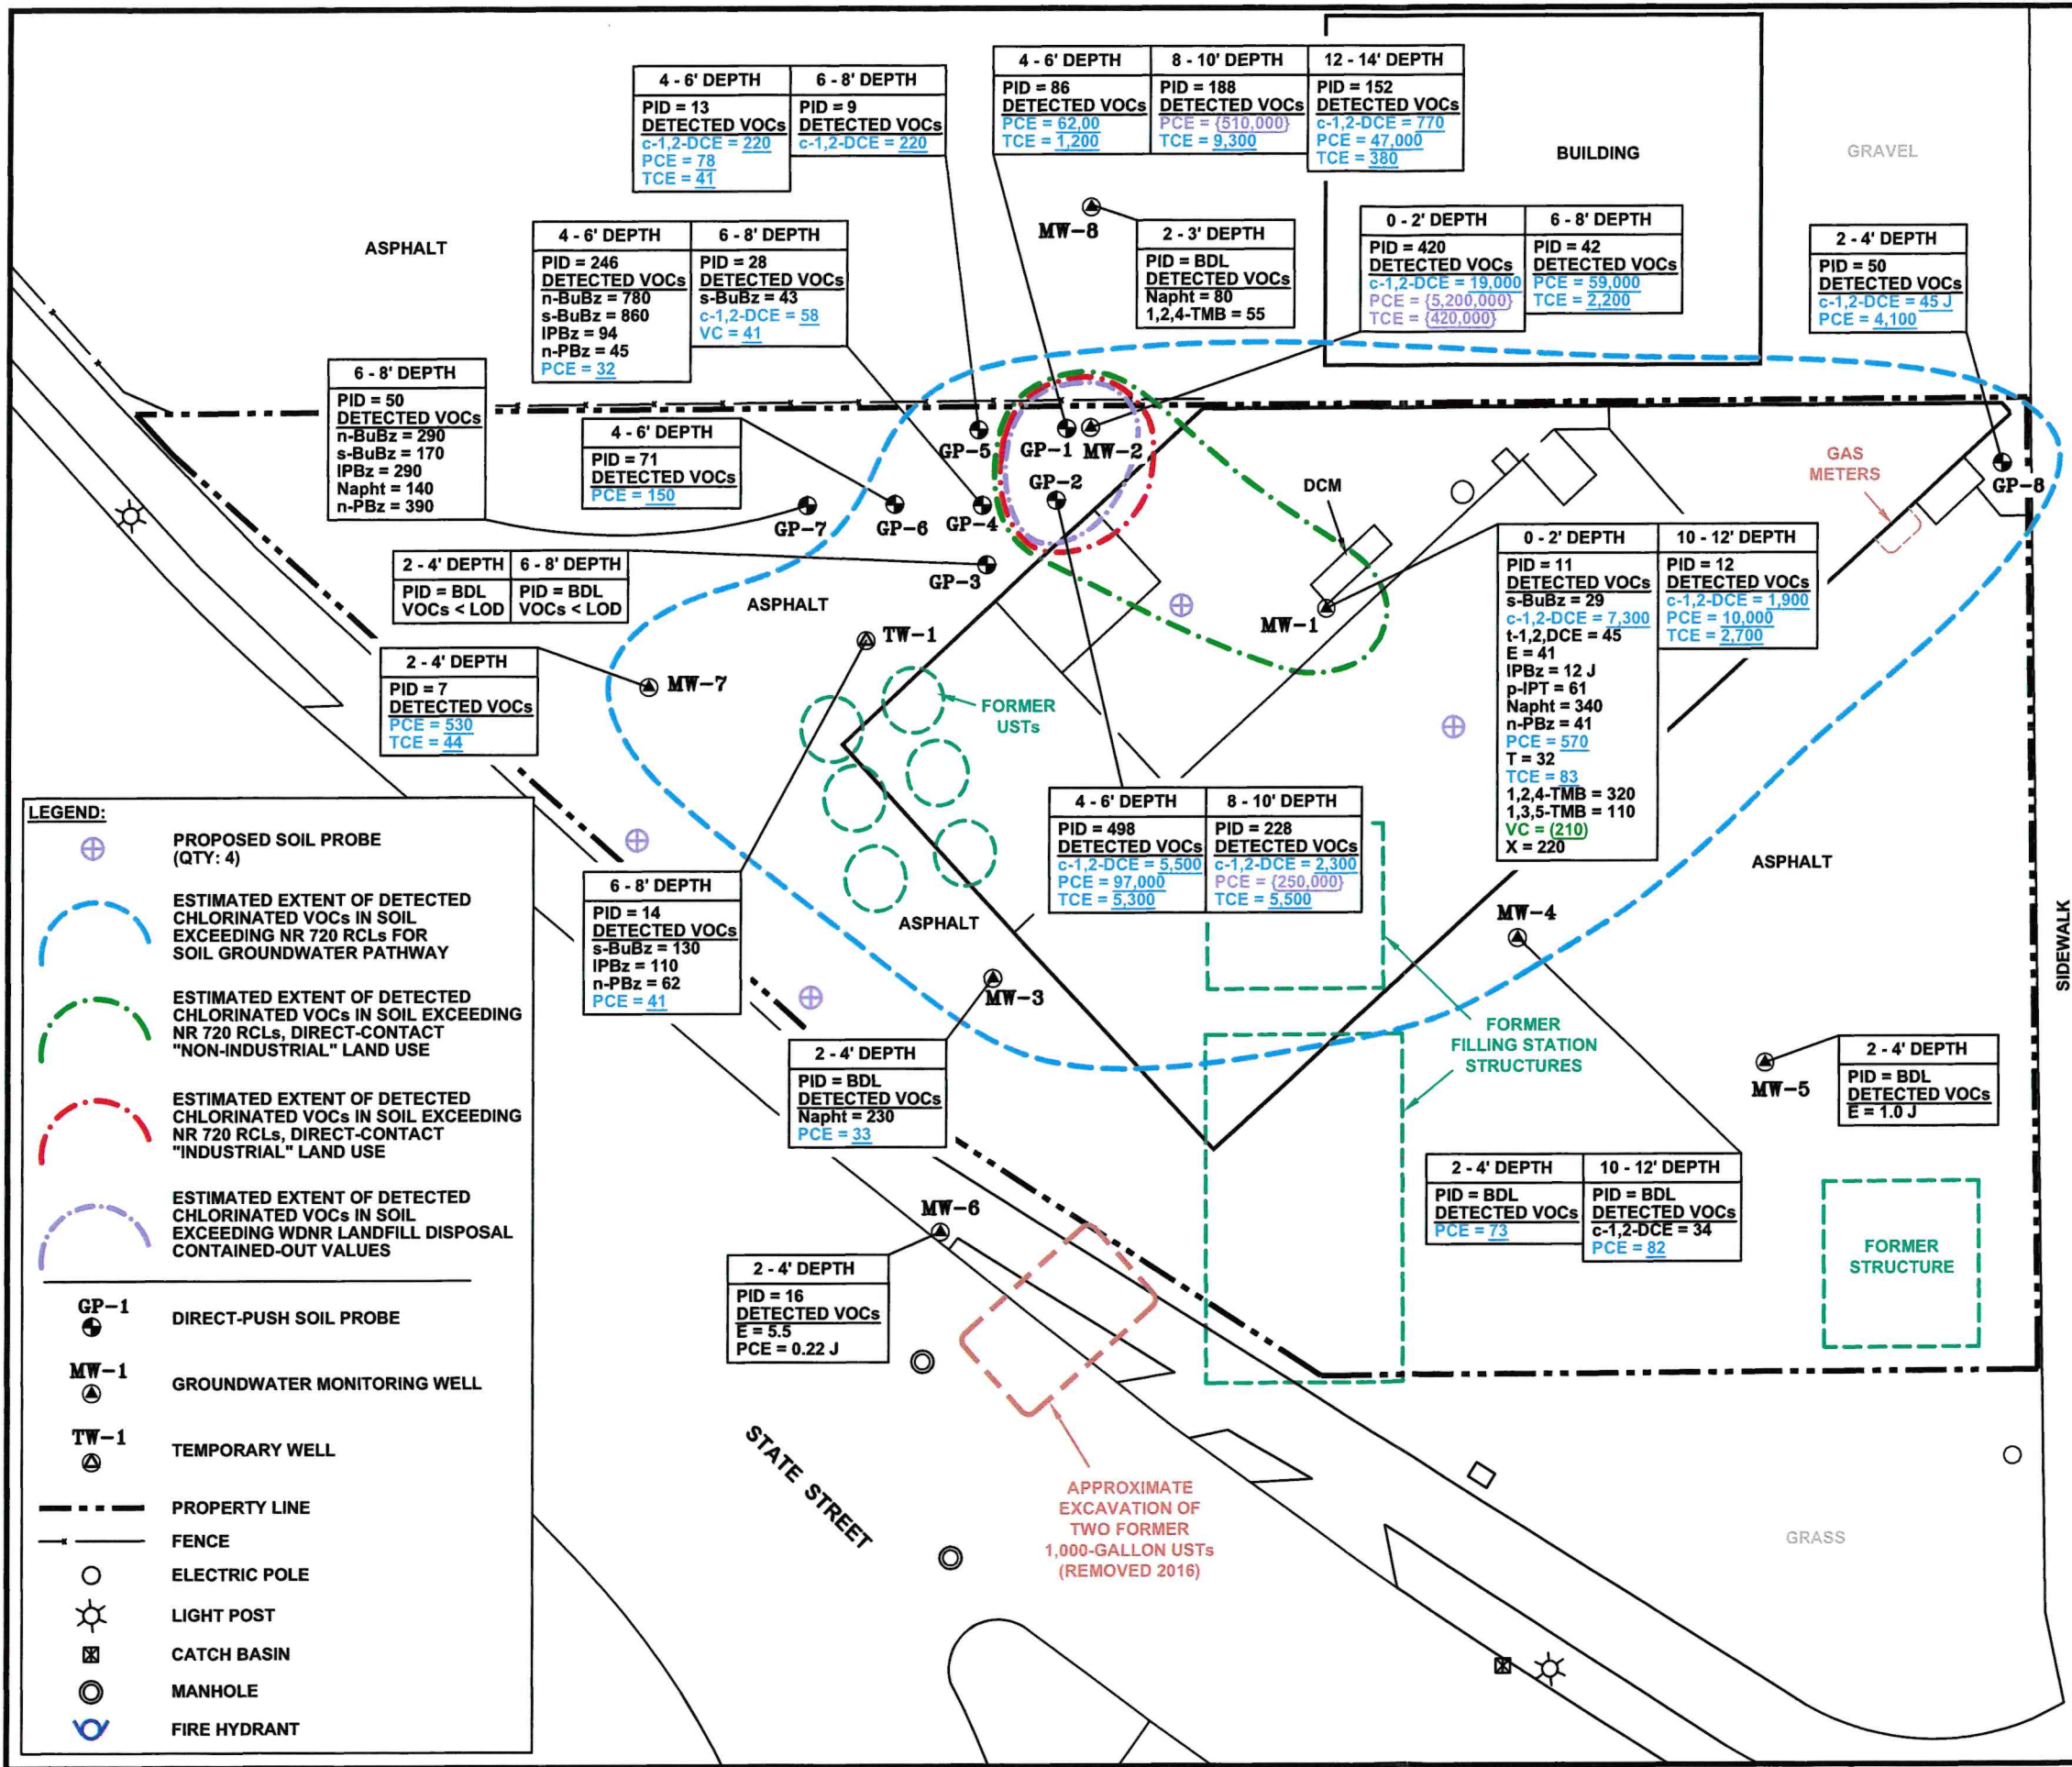 4 - 6' DEPTH
6 - 8' DEPTH
PID = 13
DETECTED VOCs
c-1,2-DCE = 220
PCE = 78
TCE = 41
PID = 9
DETECTED VOCs
c-1,2-DCE = 220
4 - 6' DEPTH
8 - 10' DEPTH
12 - 14' DEPTH
PID = 86
DETECTED VOCs
PCE = 62,00
TCE = 1,200
PID = 188
DETECTED VOCs
PCE = {510,000}
TCE = 9,300
PID = 152
DETECTED VOCs
c-1,2-DCE = 770
PCE = 47,000
TCE = 380
BUILDING
GRAVEL
ASPHALT
4 - 6' DEPTH
6 - 8' DEPTH
PID = 246
DETECTED VOCs
n-BuBz = 780
s-BuBz = 860
IPBz = 94
n-PBz = 45
PCE = 32
PID = 28
DETECTED VOCs
s-BuBz = 43
c-1,2-DCE = 58
VC = 41
MW-8
2 - 3' DEPTH
PID = BDL
DETECTED VOCs
Napht = 80
1,2,4-TMB = 55
0 - 2' DEPTH
6 - 8' DEPTH
PID = 420
DETECTED VOCs
c-1,2-DCE = 19,000
PCE = {5,200,000}
TCE = {420,000}
PID = 42
DETECTED VOCs
PCE = 59,000
TCE = 2,200
2 - 4' DEPTH
PID = 50
DETECTED VOCs
c-1,2-DCE = 45 J
PCE = 4,100
6 - 8' DEPTH
PID = 50
DETECTED VOCs
n-BuBz = 290
s-BuBz = 170
IPBz = 290
Napht = 140
n-PBz = 390
4 - 6' DEPTH
PID = 71
DETECTED VOCs
PCE = 150
GP-5
GP-1
MW-2
GP-2
GP-7
GP-6
GP-4
GP-3
DCM
GAS
METERS
GP-8
2 - 4' DEPTH
6 - 8' DEPTH
PID = BDL
VOCs < LOD
PID = BDL
VOCs < LOD
ASPHALT
TW-1
MW-1
0 - 2' DEPTH
10 - 12' DEPTH
PID = 11
DETECTED VOCs
s-BuBz = 29
c-1,2-DCE = 7,300
t-1,2,DCE = 45
E = 41
IPBz = 12 J
p-IPT = 61
Napht = 340
n-PBz = 41
PCE = 570
T = 32
TCE = 83
1,2,4-TMB = 320
1,3,5-TMB = 110
VC = (210)
X = 220
PID = 12
DETECTED VOCs
c-1,2-DCE = 1,900
PCE = 10,000
TCE = 2,700
2 - 4' DEPTH
PID = 7
DETECTED VOCs
PCE = 530
TCE = 44
MW-7
FORMER
USTs
4 - 6' DEPTH
8 - 10' DEPTH
PID = 498
DETECTED VOCs
c-1,2-DCE = 5,500
PCE = 97,000
TCE = 5,300
PID = 228
DETECTED VOCs
c-1,2-DCE = 2,300
PCE = {250,000}
TCE = 5,500
ASPHALT
ASPHALT
SIDEWALK
6 - 8' DEPTH
PID = 14
DETECTED VOCs
s-BuBz = 130
IPBz = 110
n-PBz = 62
PCE = 41
MW-3
MW-4
FORMER
FILLING STATION
STRUCTURES
MW-5
2 - 4' DEPTH
PID = BDL
DETECTED VOCs
E = 1.0 J
2 - 4' DEPTH
PID = BDL
DETECTED VOCs
Napht = 230
PCE = 33
2 - 4' DEPTH
10 - 12' DEPTH
PID = BDL
DETECTED VOCs
PCE = 73
PID = BDL
DETECTED VOCs
c-1,2-DCE = 34
PCE = 82
MW-6
2 - 4' DEPTH
PID = 16
DETECTED VOCs
E = 5.5
PCE = 0.22 J
FORMER
STRUCTURE
STATE STREET
APPROXIMATE
EXCAVATION OF
TWO FORMER
1,000-GALLON USTs
(REMOVED 2016)
GRASS
LEGEND:
PROPOSED SOIL PROBE
(QTY: 4)
ESTIMATED EXTENT OF DETECTED
CHLORINATED VOCs IN SOIL
EXCEEDING NR 720 RCLs FOR
SOIL GROUNDWATER PATHWAY
ESTIMATED EXTENT OF DETECTED
CHLORINATED VOCs IN SOIL EXCEEDING
NR 720 RCLs, DIRECT-CONTACT
"NON-INDUSTRIAL" LAND USE
ESTIMATED EXTENT OF DETECTED
CHLORINATED VOCs IN SOIL EXCEEDING
NR 720 RCLs, DIRECT-CONTACT
"INDUSTRIAL" LAND USE
ESTIMATED EXTENT OF DETECTED
CHLORINATED VOCs IN SOIL
EXCEEDING WDNR LANDFILL DISPOSAL
CONTAINED-OUT VALUES
GP-1
DIRECT-PUSH SOIL PROBE
MW-1
GROUNDWATER MONITORING WELL
TW-1
TEMPORARY WELL
PROPERTY LINE
FENCE
ELECTRIC POLE
LIGHT POST
CATCH BASIN
MANHOLE
FIRE HYDRANT